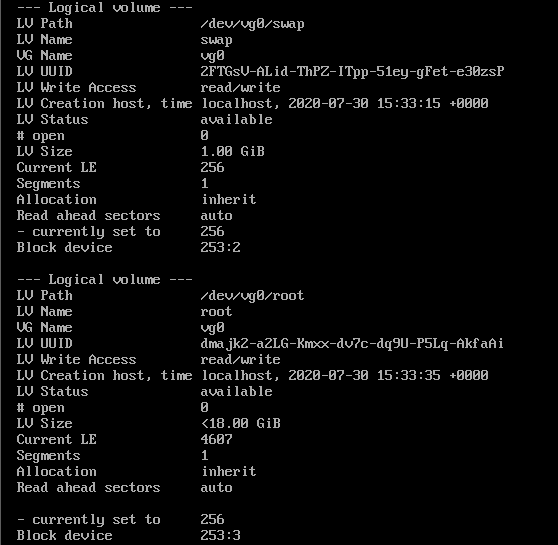 --- Logical volume ---
LV Path                /dev/vg0/swap
LV Name                swap
VG Name                vg0
LV UUID                2FTGsV-ALid-ThPZ-ITpp-51ey-gFet-e30zsP
LV Write Access        read/write
LV Creation host, time localhost, 2020-07-30 15:33:15 +0000
LV Status              available
# open                 0
LV Size                1.00 GiB
Current LE             256
Segments               1
Allocation             inherit
Read ahead sectors     auto
- currently set to     256
Block device           253:2

--- Logical volume ---
LV Path                /dev/vg0/root
LV Name                root
VG Name                vg0
LV UUID                dmajk2-a2LG-Kmxx-dv7c-dq9U-P5Lq-AkfaAi
LV Write Access        read/write
LV Creation host, time localhost, 2020-07-30 15:33:35 +0000
LV Status              available
# open                 0
LV Size                <18.00 GiB
Current LE             4607
Segments               1
Allocation             inherit
Read ahead sectors     auto

- currently set to     256
Block device           253:3